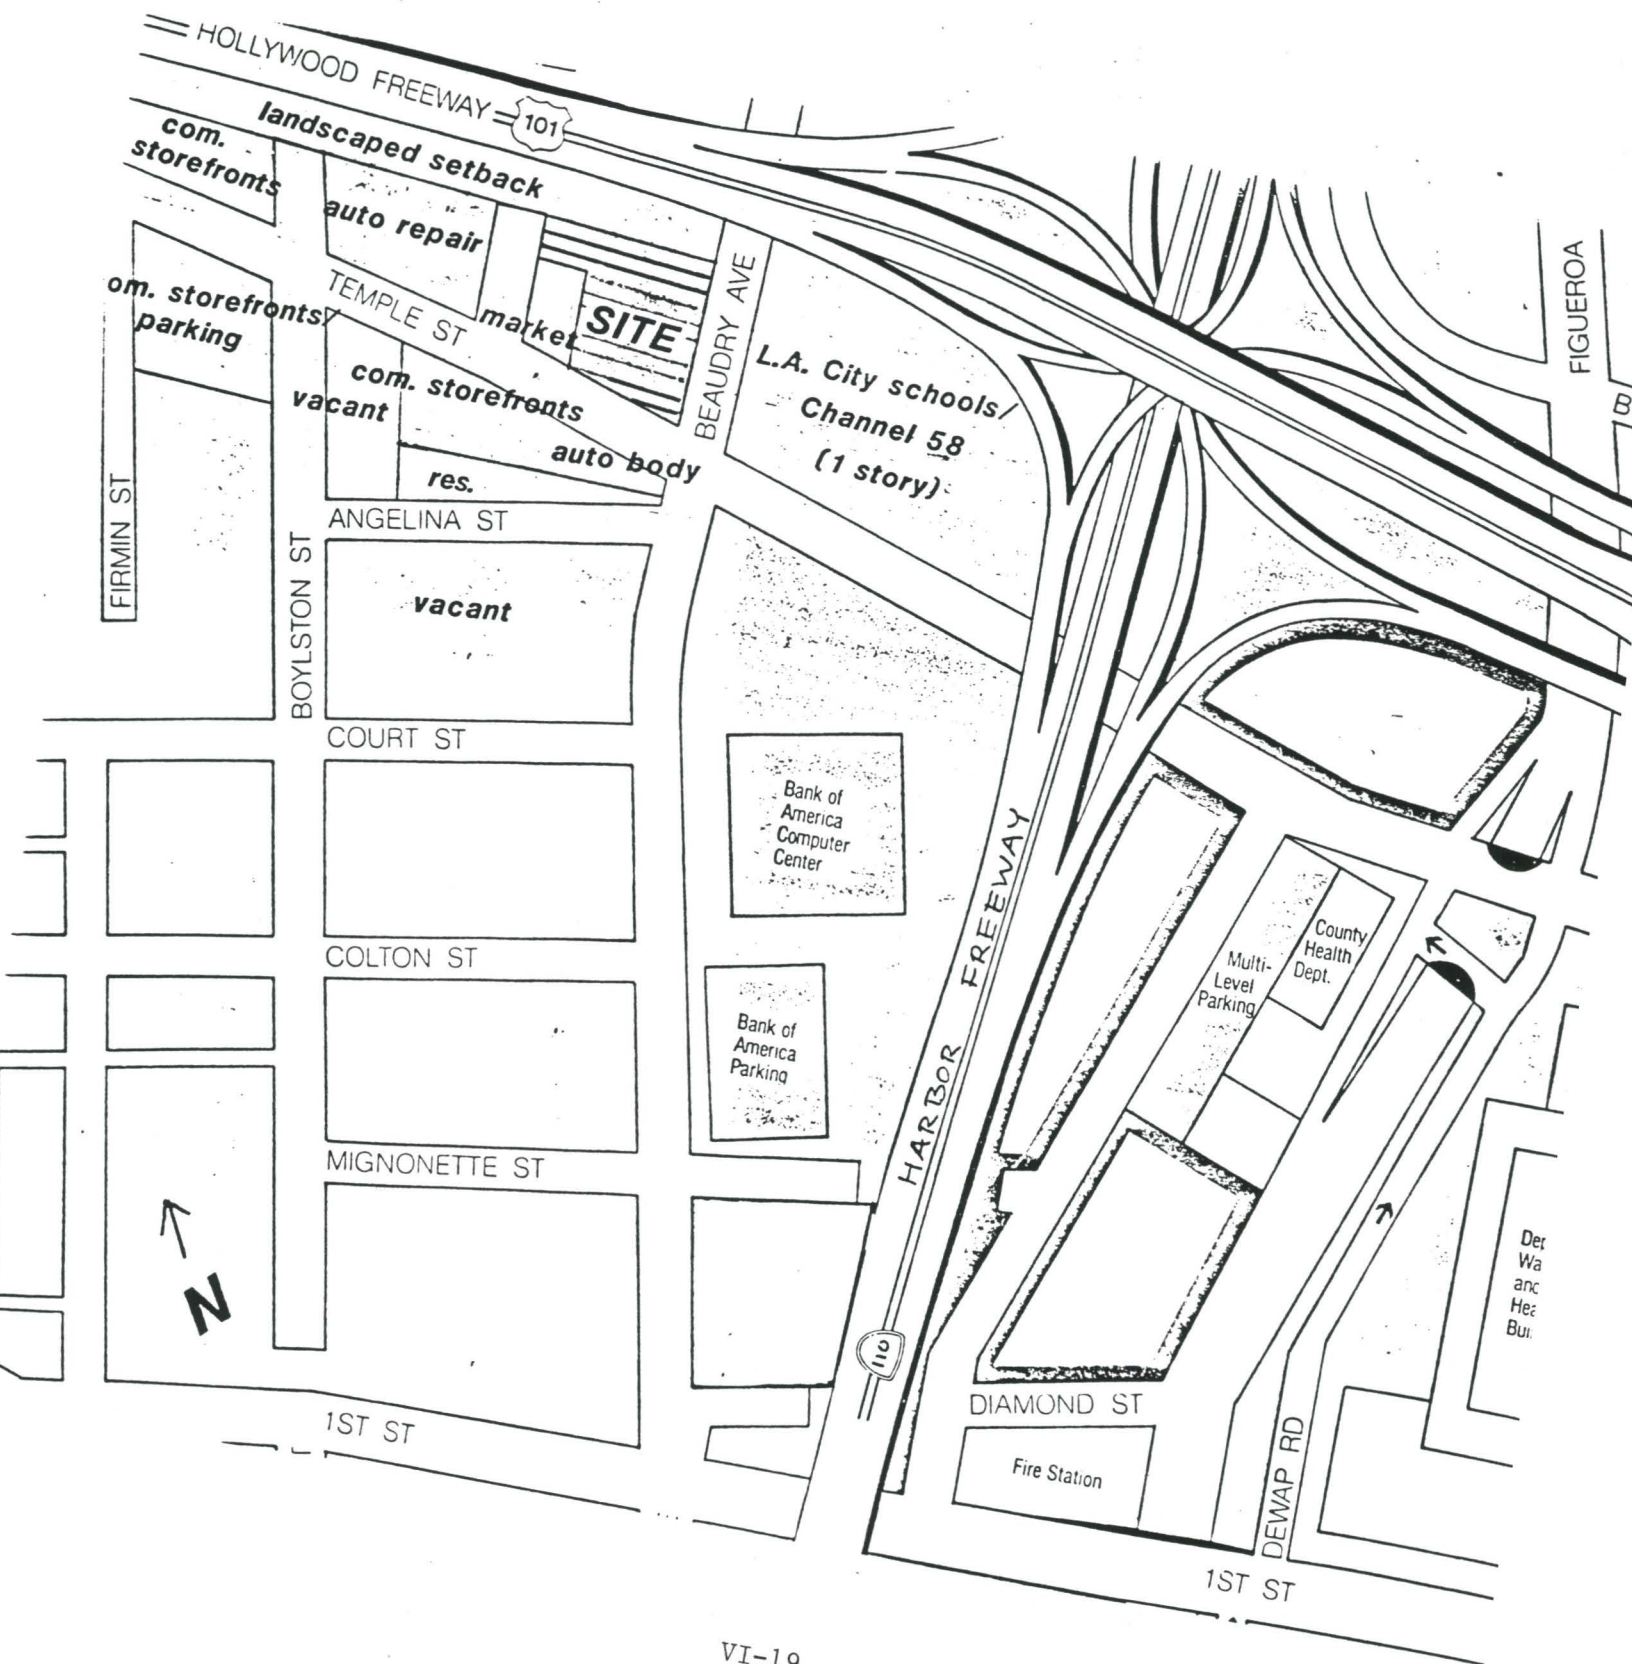 HOLLYWOOD FREEWAY
101
landscaped setback
com.
storefronts
auto repair
om. storefronts/
parking
TEMPLE ST
market
SITE
BEAUDRY AVE
L.A. City schools/
Channel 58
(1 story)
FIGUEROA
B
com. storefronts
vacant
auto body
res.
ANGELINA ST
FIRMIN ST
BOYLSTON ST
vacant
COURT ST
Bank of
America
Computer
Center
COLTON ST
HARBOR FREEWAY
County
Health
Dept.
Multi-
Level
Parking
Bank of
America
Parking
MIGNONETTE ST
N
110
Wa
and
Bui
DIAMOND ST
1ST ST
Fire Station
DEWAP RD
1ST ST
VI-19